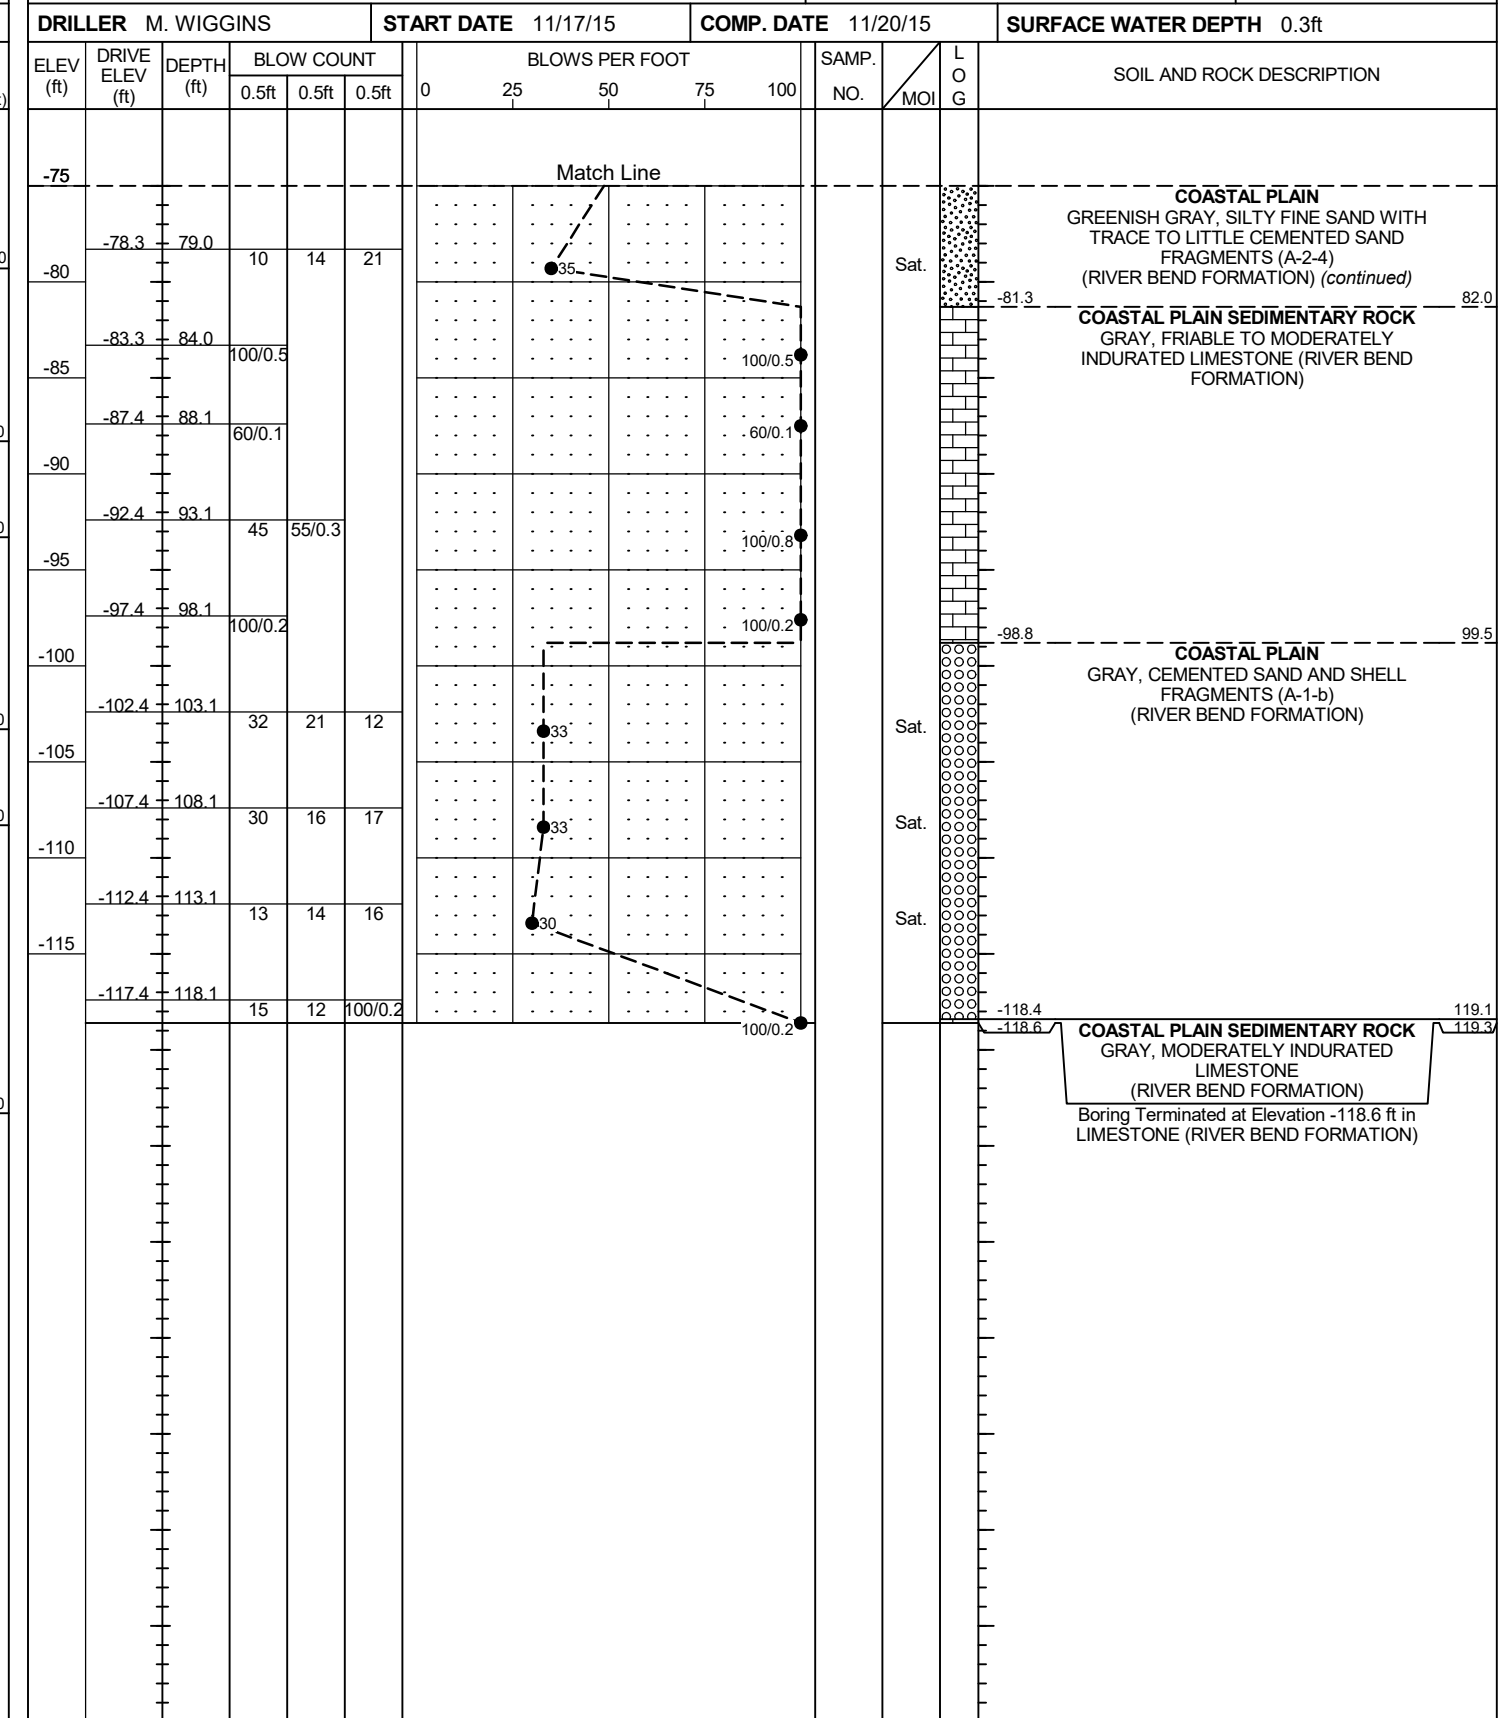 DRILLER M. WIGGINS START DATE 11/17/15 COMP. DATE 11/20/15 SURFACE WATER DEPTH 0.3ft
ELEV (ft) DRIVE ELEV (ft) DEPTH (ft) BLOW COUNT 0.5ft 0.5ft 0.5ft BLOWS PER FOOT 0 25 50 75 100 SAMP. NO. MOI LOG SOIL AND ROCK DESCRIPTION
-75 Match Line
COASTAL PLAIN
GREENISH GRAY, SILTY FINE SAND WITH
TRACE TO LITTLE CEMENTED SAND
-78.3 79.0
10 14 21 35 Sat.
FRAGMENTS (A-2-4)
-80
(RIVER BEND FORMATION) (continued)
-81.3 82.0
COASTAL PLAIN SEDIMENTARY ROCK
-83.3 84.0
GRAY, FRIABLE TO MODERATELY
100/0.5 100/0.5
INDURATED LIMESTONE (RIVER BEND
-85
FORMATION)
-87.4 88.1
60/0.1 60/0.1
-90
-92.4 93.1
45 55/0.3 100/0.8
-95
-97.4 98.1
100/0.2 100/0.2
-98.8 99.5
-100
COASTAL PLAIN
GRAY, CEMENTED SAND AND SHELL
FRAGMENTS (A-1-b)
-102.4 103.1
(RIVER BEND FORMATION)
32 21 12 33 Sat.
-105
-107.4 108.1
30 16 17 33 Sat.
-110
-112.4 113.1
13 14 16 30 Sat.
-115
-117.4 118.1
15 12 100/0.2 100/0.2
-118.4 119.1
-118.6 119.3
COASTAL PLAIN SEDIMENTARY ROCK
GRAY, MODERATELY INDURATED
LIMESTONE
(RIVER BEND FORMATION)
Boring Terminated at Elevation -118.6 ft in
LIMESTONE (RIVER BEND FORMATION)